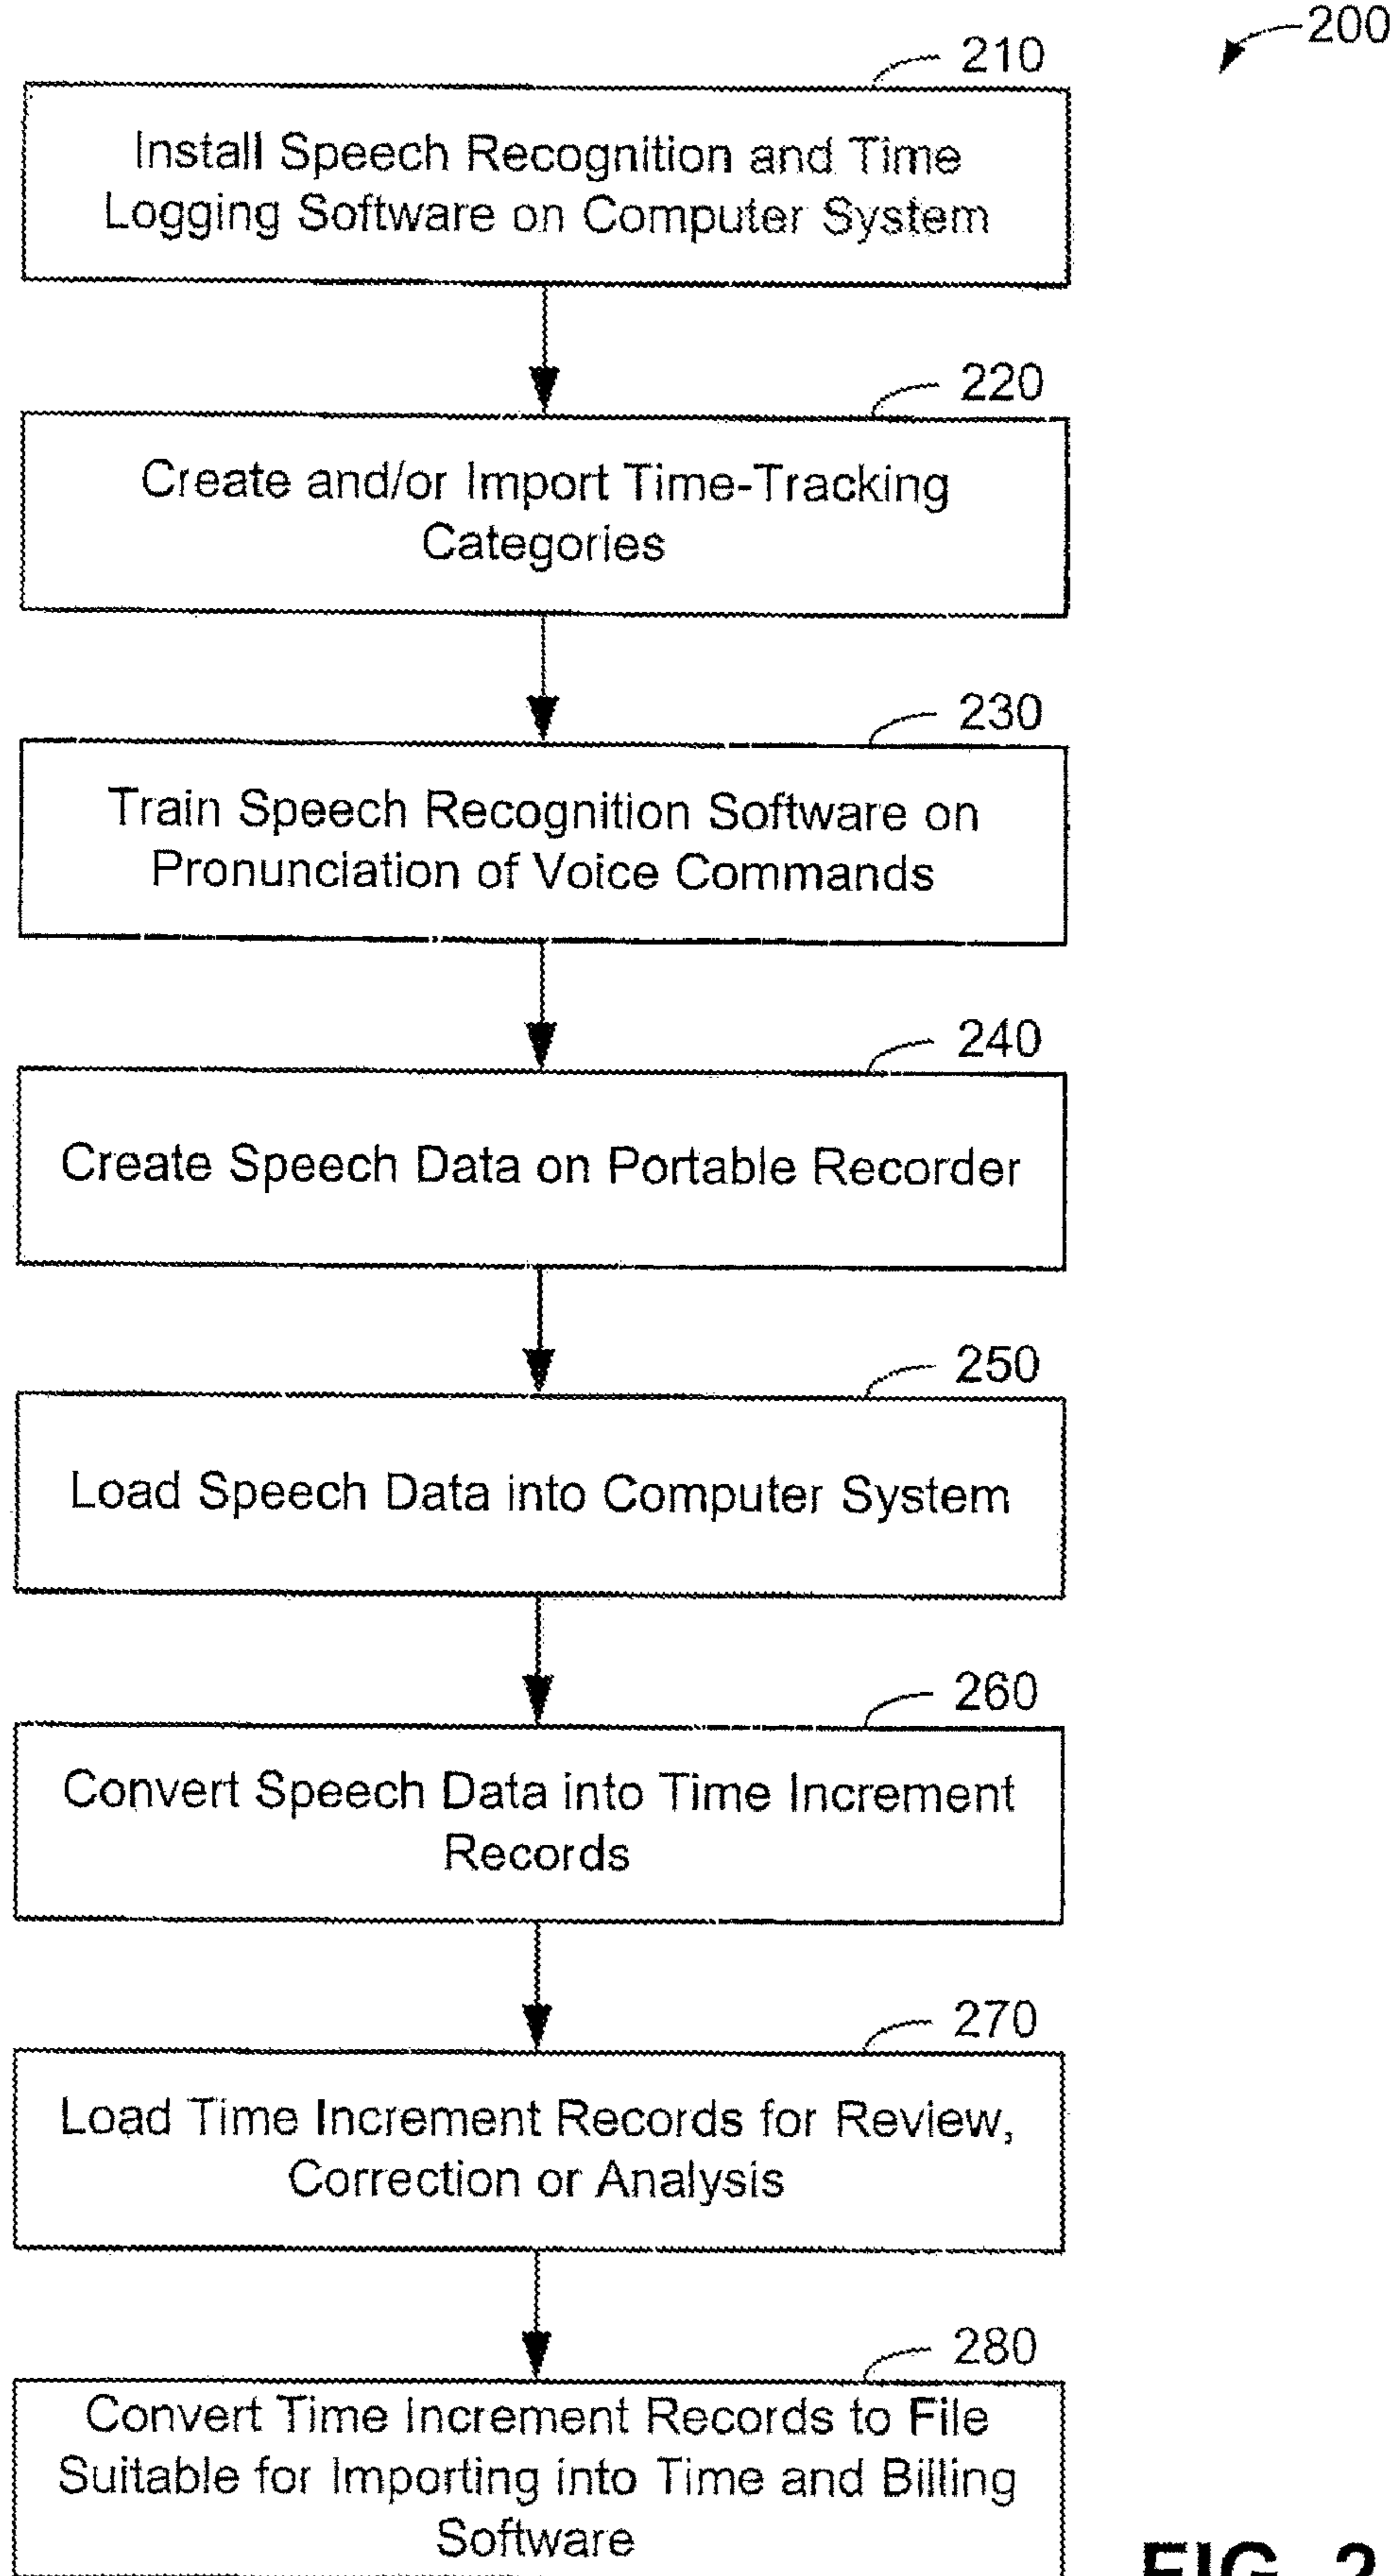 200
210
Install Speech Recognition and Time
Logging Software on Computer System
220
Create and/or Import Time-Tracking
Categories
230
Train Speech Recognition Software on
Pronunciation of Voice Commands
240
Create Speech Data on Portable Recorder
250
Load Speech Data into Computer System
260
Convert Speech Data into Time Increment
Records
270
Load Time Increment Records for Review,
Correction or Analysis
280
Convert Time Increment Records to File
Suitable for Importing into Time and Billing
Software
FIG. 2